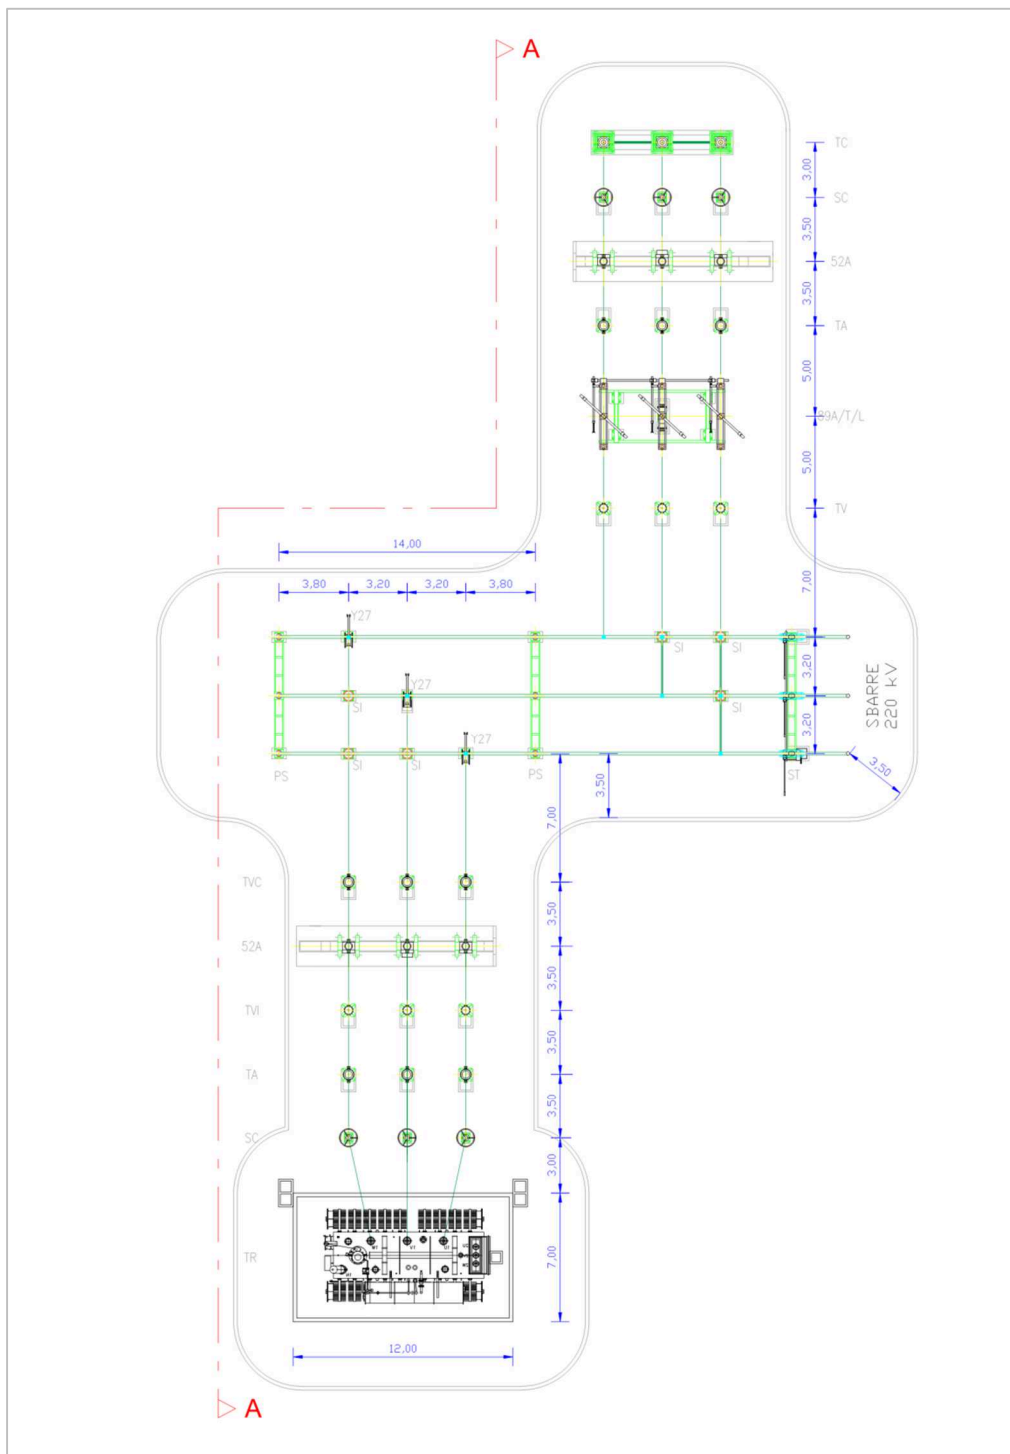 A
TC
3,00
SC
3,50
52A
3,50
TA
5,00
89A/T/L
5,00
TV
14,00
7,00
3,80 3,20 3,20 3,80
Y27
SI SI
3,20
Y27
SI SI
SBARRE
220 kV
3,20
Y27
SI SI
PS PS ST
3,50
3,50
7,00
TVC
3,50
52A
3,50
TVI
3,50
TA
3,50
SC
3,00
TR
7,00
12,00
A